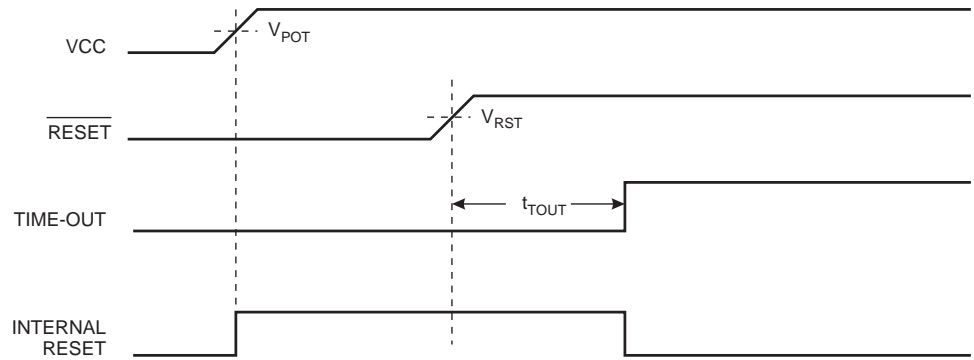 VCC
V_POT
RESET
V_RST
TIME-OUT
t_TOUT
INTERNAL
RESET